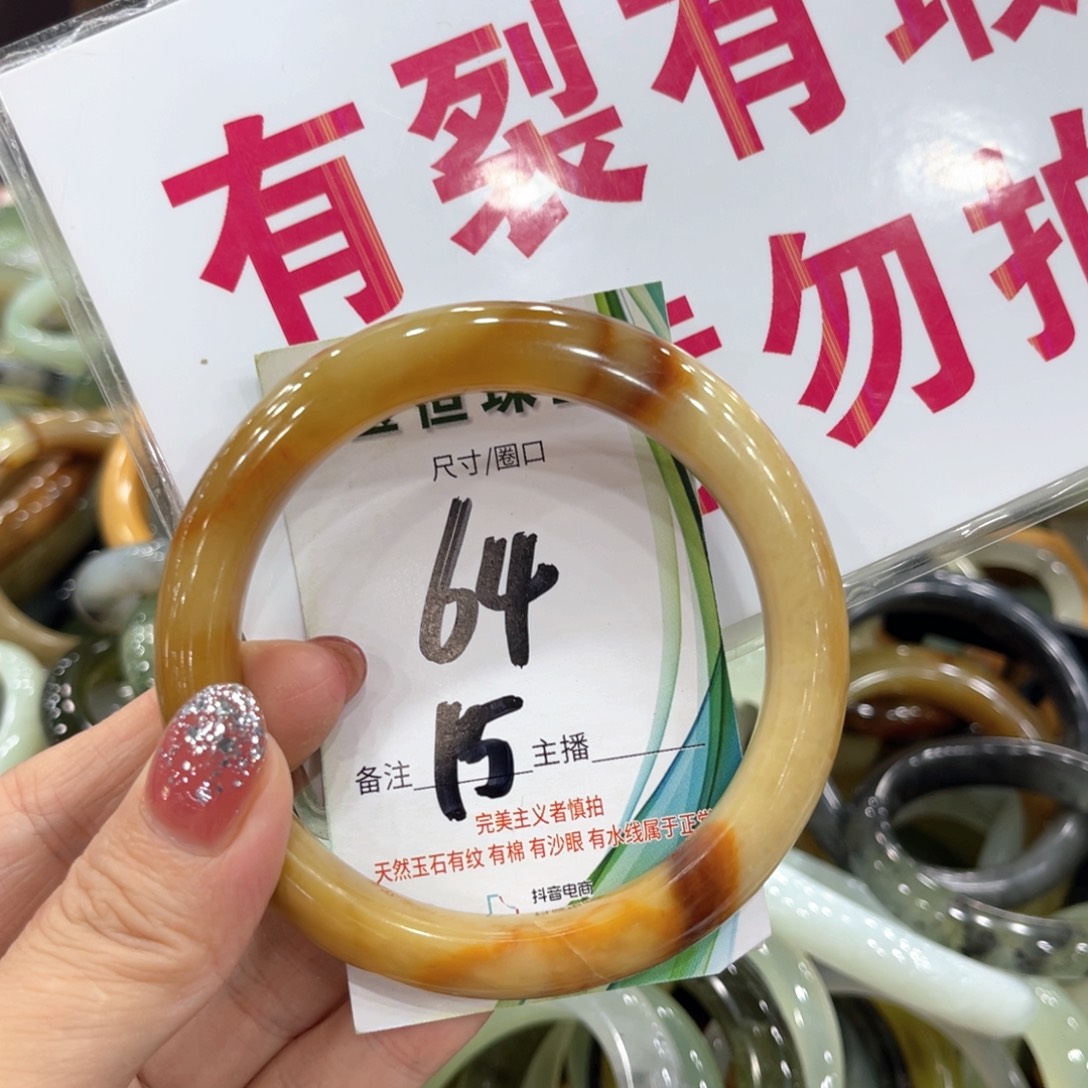 有裂有
勿拍
尺寸/圈口
64
备注 15 主播
完美主义者慎拍
天然玉石有纹 有棉 有沙眼 有水线属于正常
抖音电商